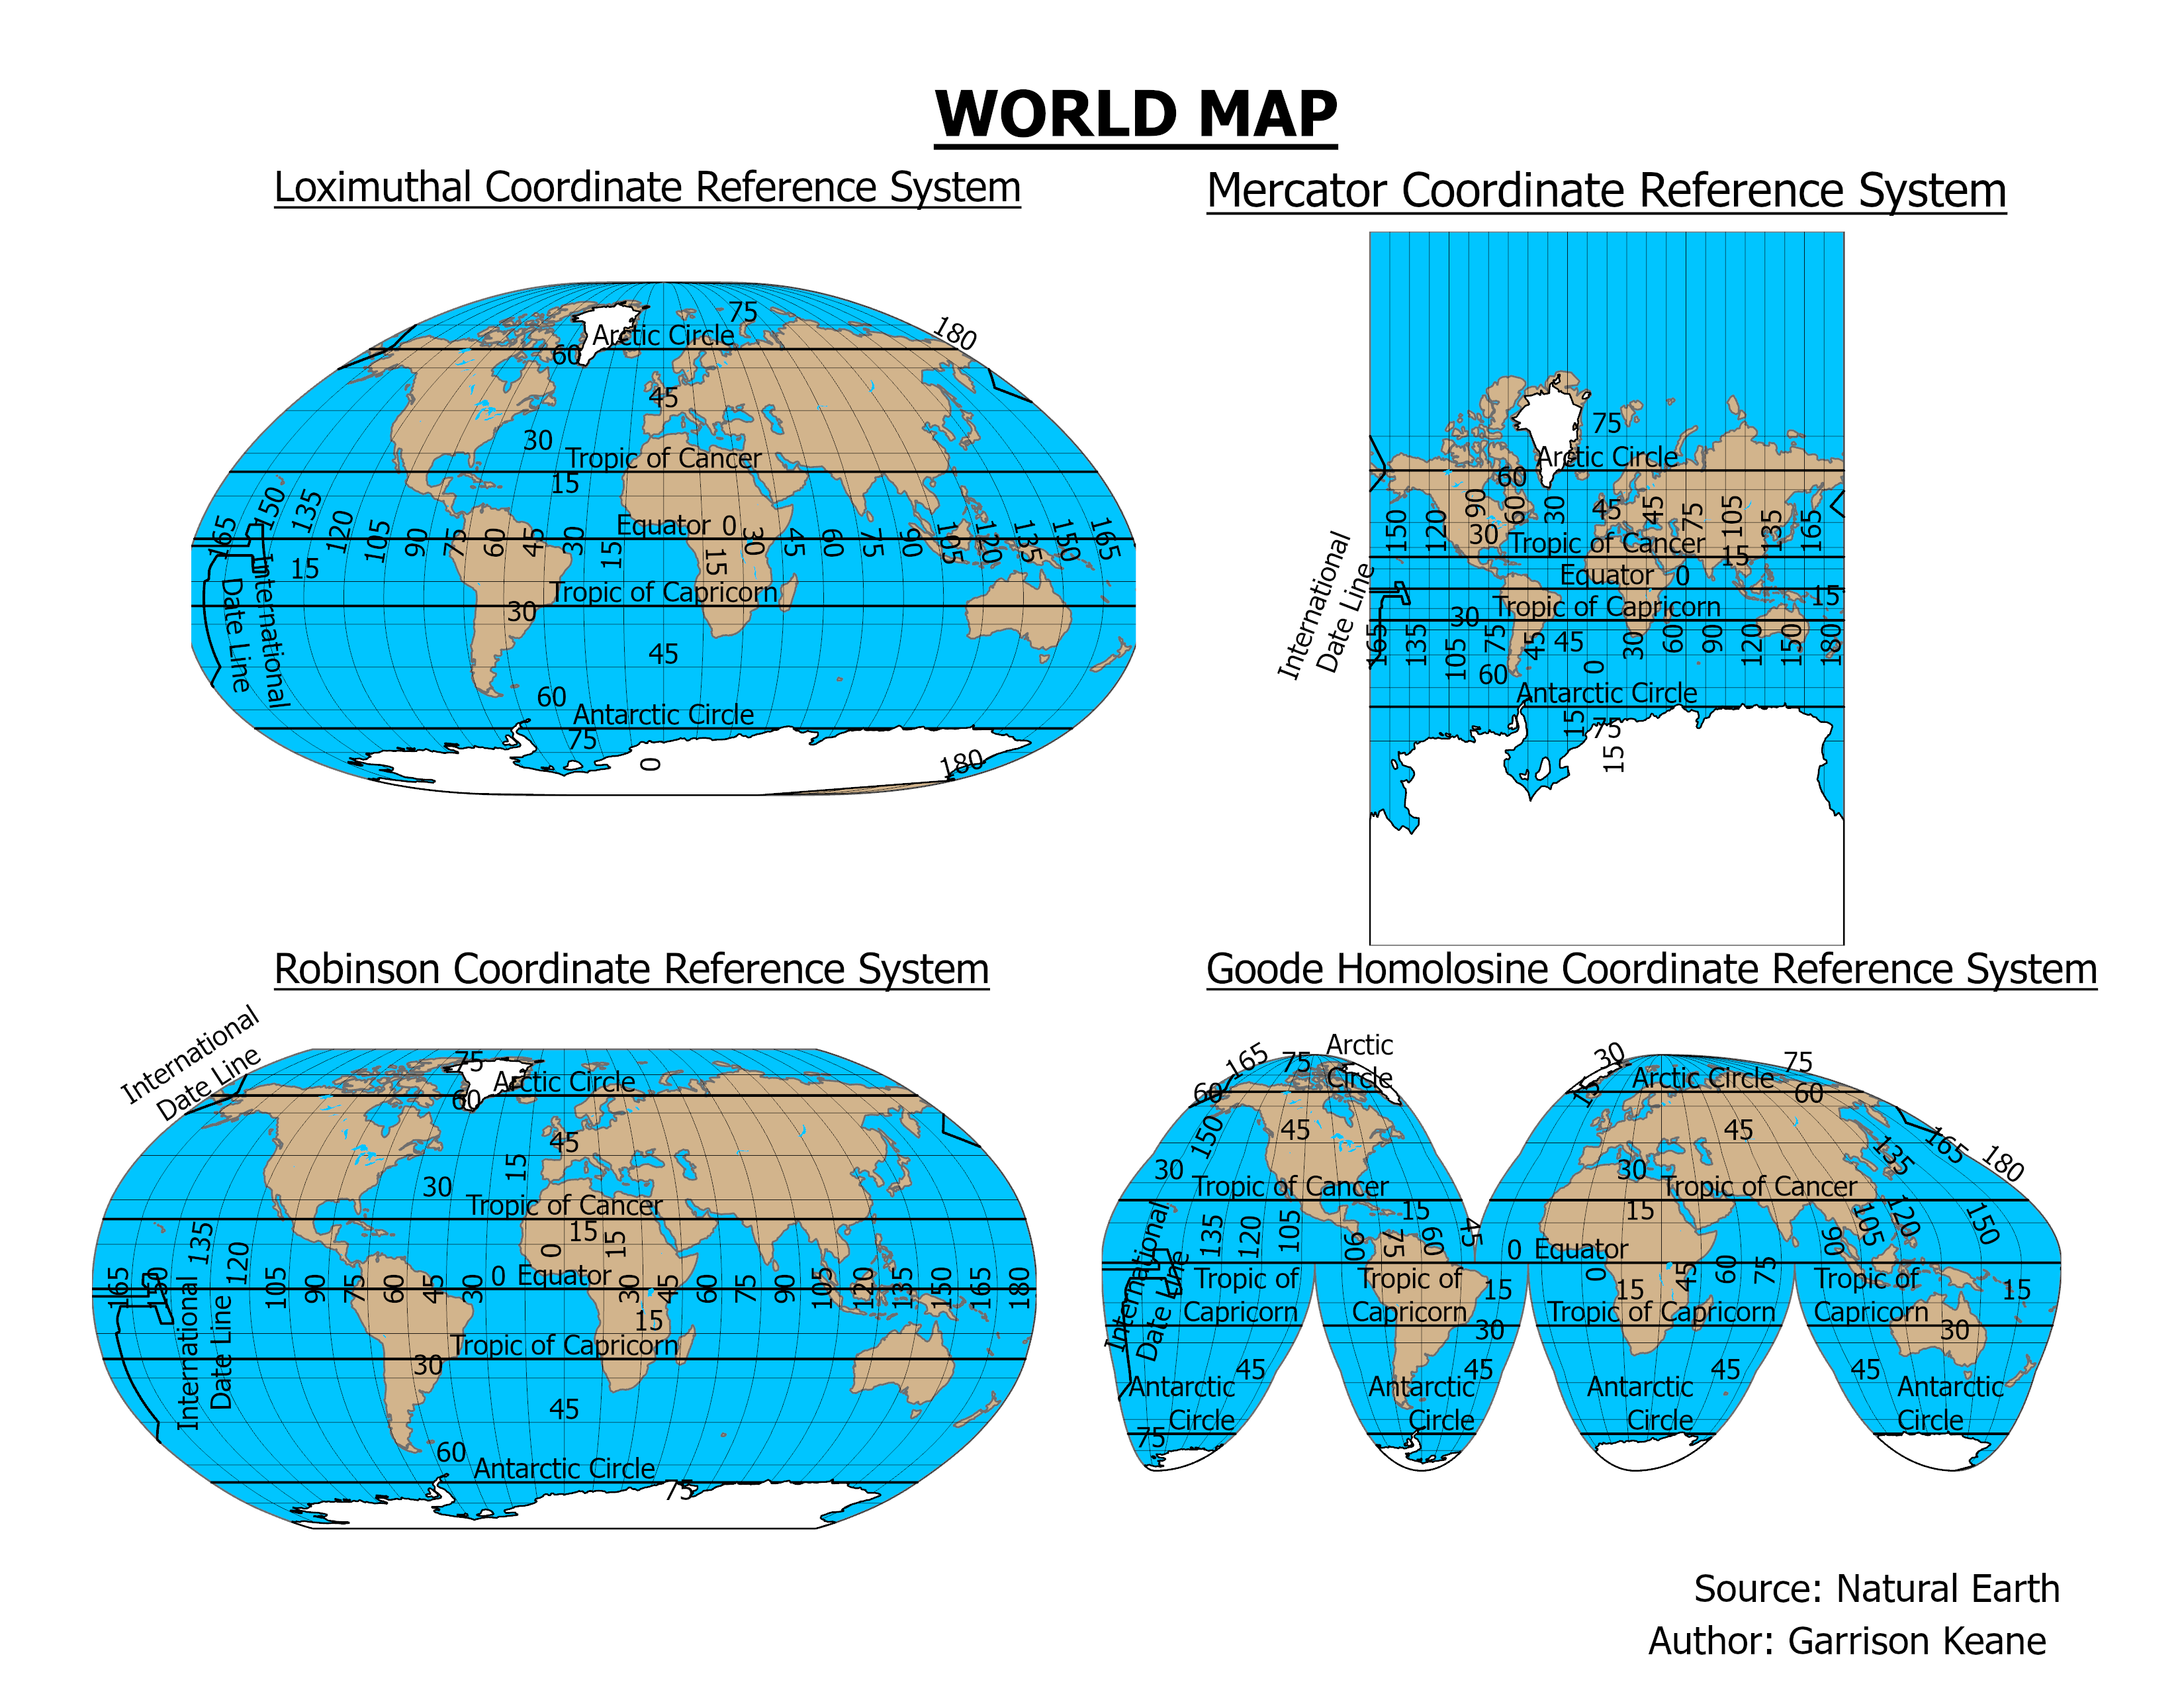 WORLD MAP
Loximuthal Coordinate Reference System
75
180
Arctic Circle
60
45
30
Tropic of Cancer
15
Equator 0
165
150
135
120
105
90
75
60
45
30
15
15
30
45
60
75
90
105
120
135
150
165
15
International
Date Line
Tropic of Capricorn
30
45
60
Antarctic Circle
75
0
180
Mercator Coordinate Reference System
75
Arctic Circle
60
150
120
90
60
30
45
45
75
105
135
165
30
Tropic of Cancer
15
Equator 0
International
Date Line
Tropic of Capricorn
15
30
165
135
105
75
45
45
0
30
60
90
120
150
180
60
Antarctic Circle
15
75
15
Robinson Coordinate Reference System
International
Date Line
75
Arctic Circle
60
45
15
30
Tropic of Cancer
15
0
15
135
120
0 Equator
165
150
105
90
75
60
45
30
30
45
60
75
90
105
120
135
150
165
180
International
Date Line
15
Tropic of Capricorn
30
45
60
Antarctic Circle
75
Goode Homolosine Coordinate Reference System
165
75
Arctic
Circle
60
150
45
30
Tropic of Cancer
15
135
120
105
90
75
60
45
30
15
Arctic Circle
75
60
45
30
Tropic of Cancer
15
135
165
180
150
120
105
90
0 Equator
0
15
45
60
75
International
Date Line
Tropic of
Capricorn
Tropic of
Capricorn
15
30
Tropic of Capricorn
Tropic of
Capricorn
15
30
45
45
45
45
Antarctic
Circle
Antarctic
Circle
Antarctic
Circle
Antarctic
Circle
75
Source: Natural Earth
Author: Garrison Keane